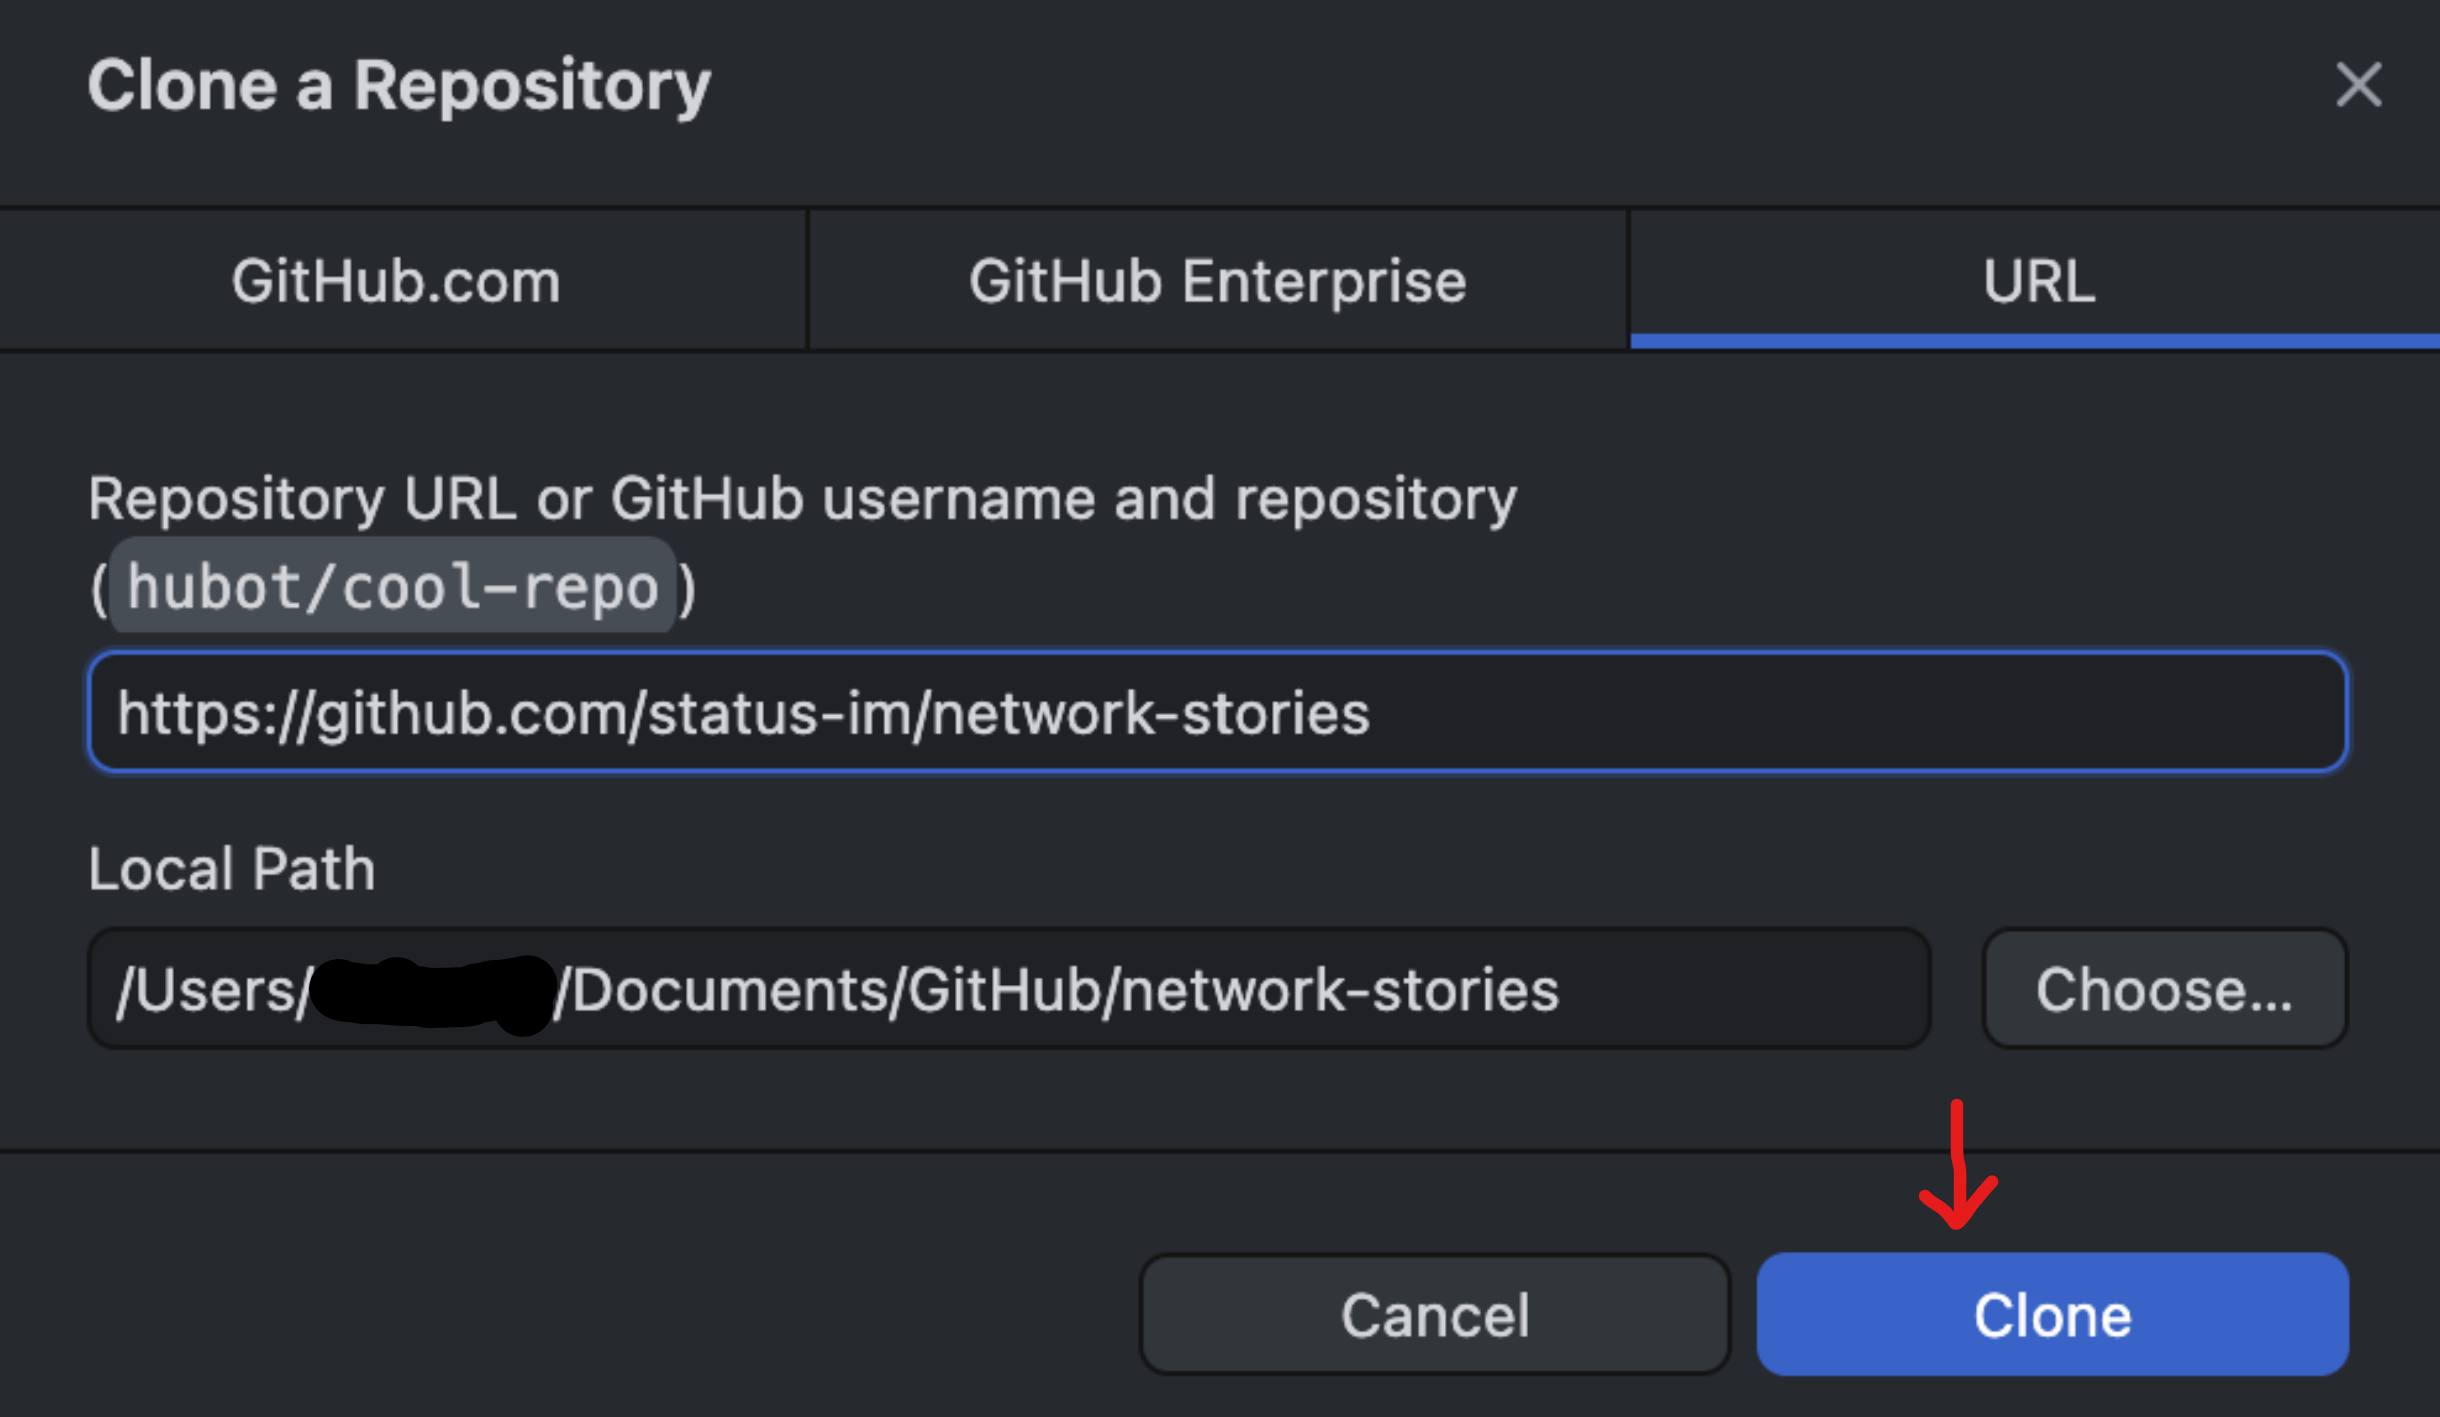 Clone a Repository
GitHub.com
GitHub Enterprise
URL
Repository URL or GitHub username and repository
(hubot/cool-repo)
https://github.com/status-im/network-stories
Local Path
/Users/ /Documents/GitHub/network-stories
Choose...
Cancel
Clone